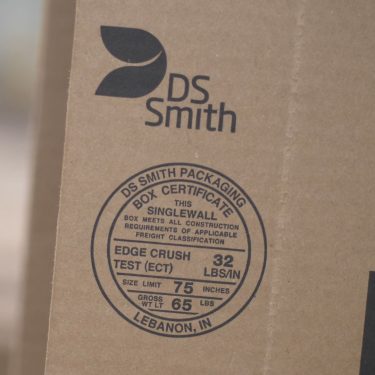 DS
Smith
DS SMITH PACKAGING
BOX CERTIFICATE
THIS
SINGLEWALL
BOX MEETS ALL CONSTRUCTION
REQUIREMENTS OF APPLICABLE
FREIGHT CLASSIFICATION
EDGE CRUSH TEST (ECT) 32 LBS/IN
SIZE LIMIT 75 INCHES
GROSS WT LT 65 LBS
LEBANON, IN